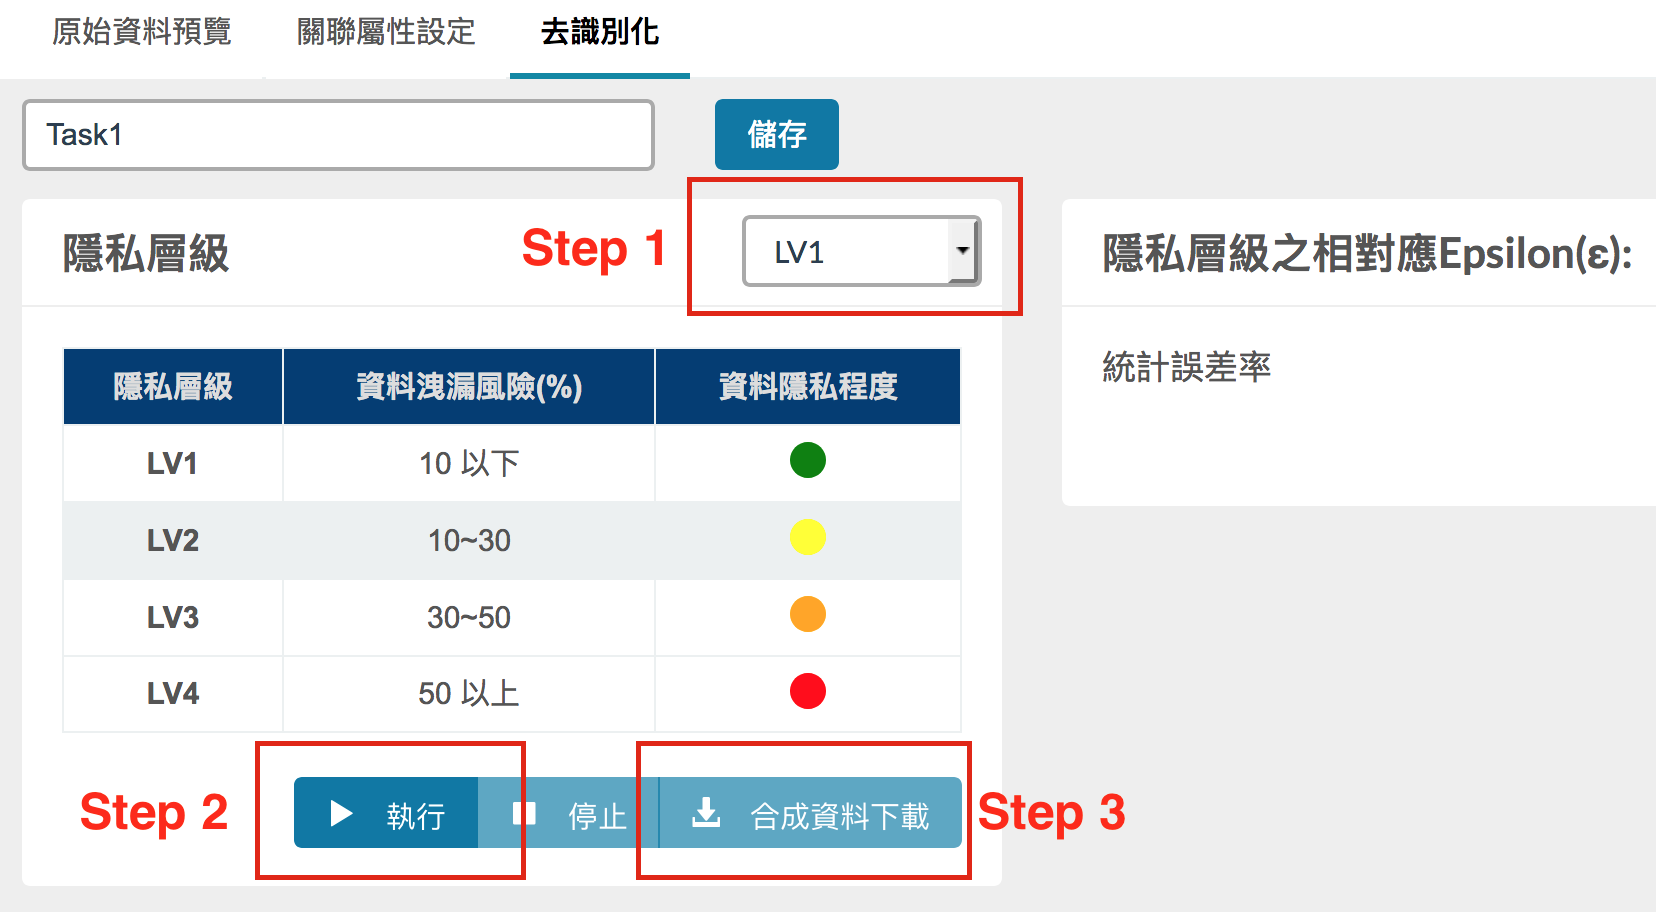 原始資料預覽 關聯屬性設定 去識別化
Task1 儲存
隱私層級 Step 1 LV1
隱私層級 資料洩漏風險(%) 資料隱私程度
LV1 10 以下
LV2 10~30
LV3 30~50
LV4 50 以上
Step 2 執行 停止 合成資料下載 Step 3
隱私層級之相對應Epsilon(ε):
統計誤差率